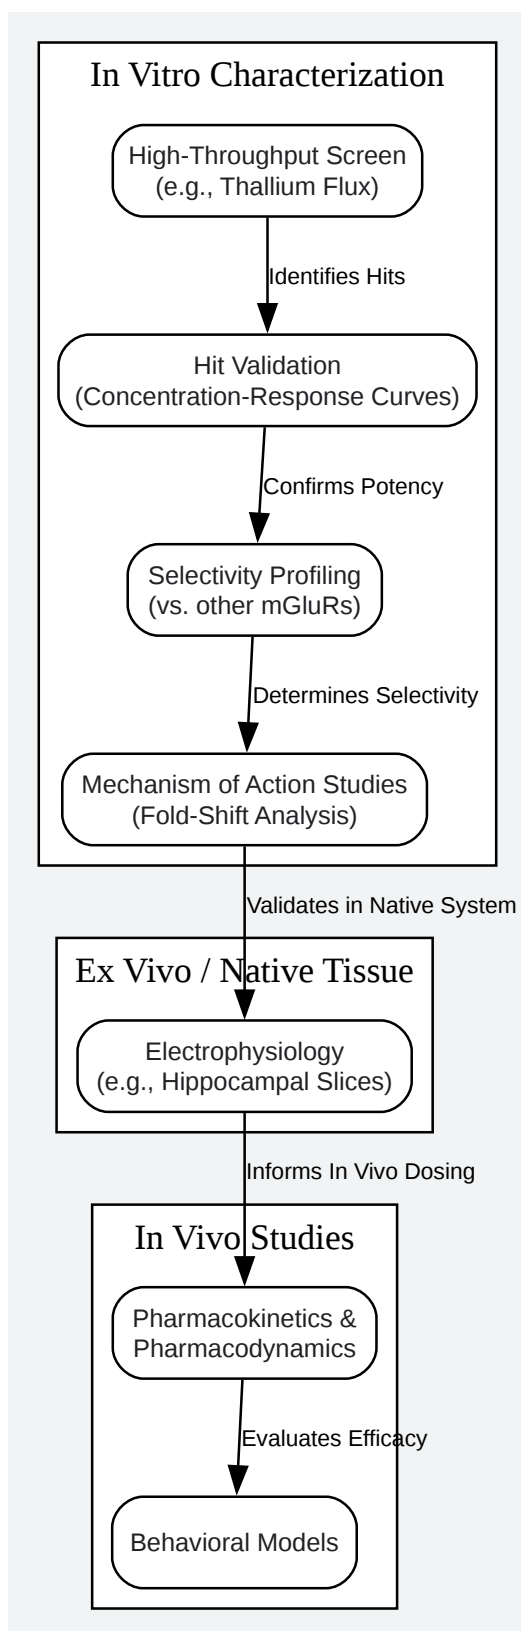 In Vitro Characterization
High-Throughput Screen
(e.g., Thallium Flux)
Identifies Hits
Hit Validation
(Concentration-Response Curves)
Confirms Potency
Selectivity Profiling
(vs. other mGluRs)
Determines Selectivity
Mechanism of Action Studies
(Fold-Shift Analysis)
Validates in Native System
Ex Vivo / Native Tissue
Electrophysiology
(e.g., Hippocampal Slices)
Informs In Vivo Dosing
In Vivo Studies
Pharmacokinetics &
Pharmacodynamics
Evaluates Efficacy
Behavioral Models